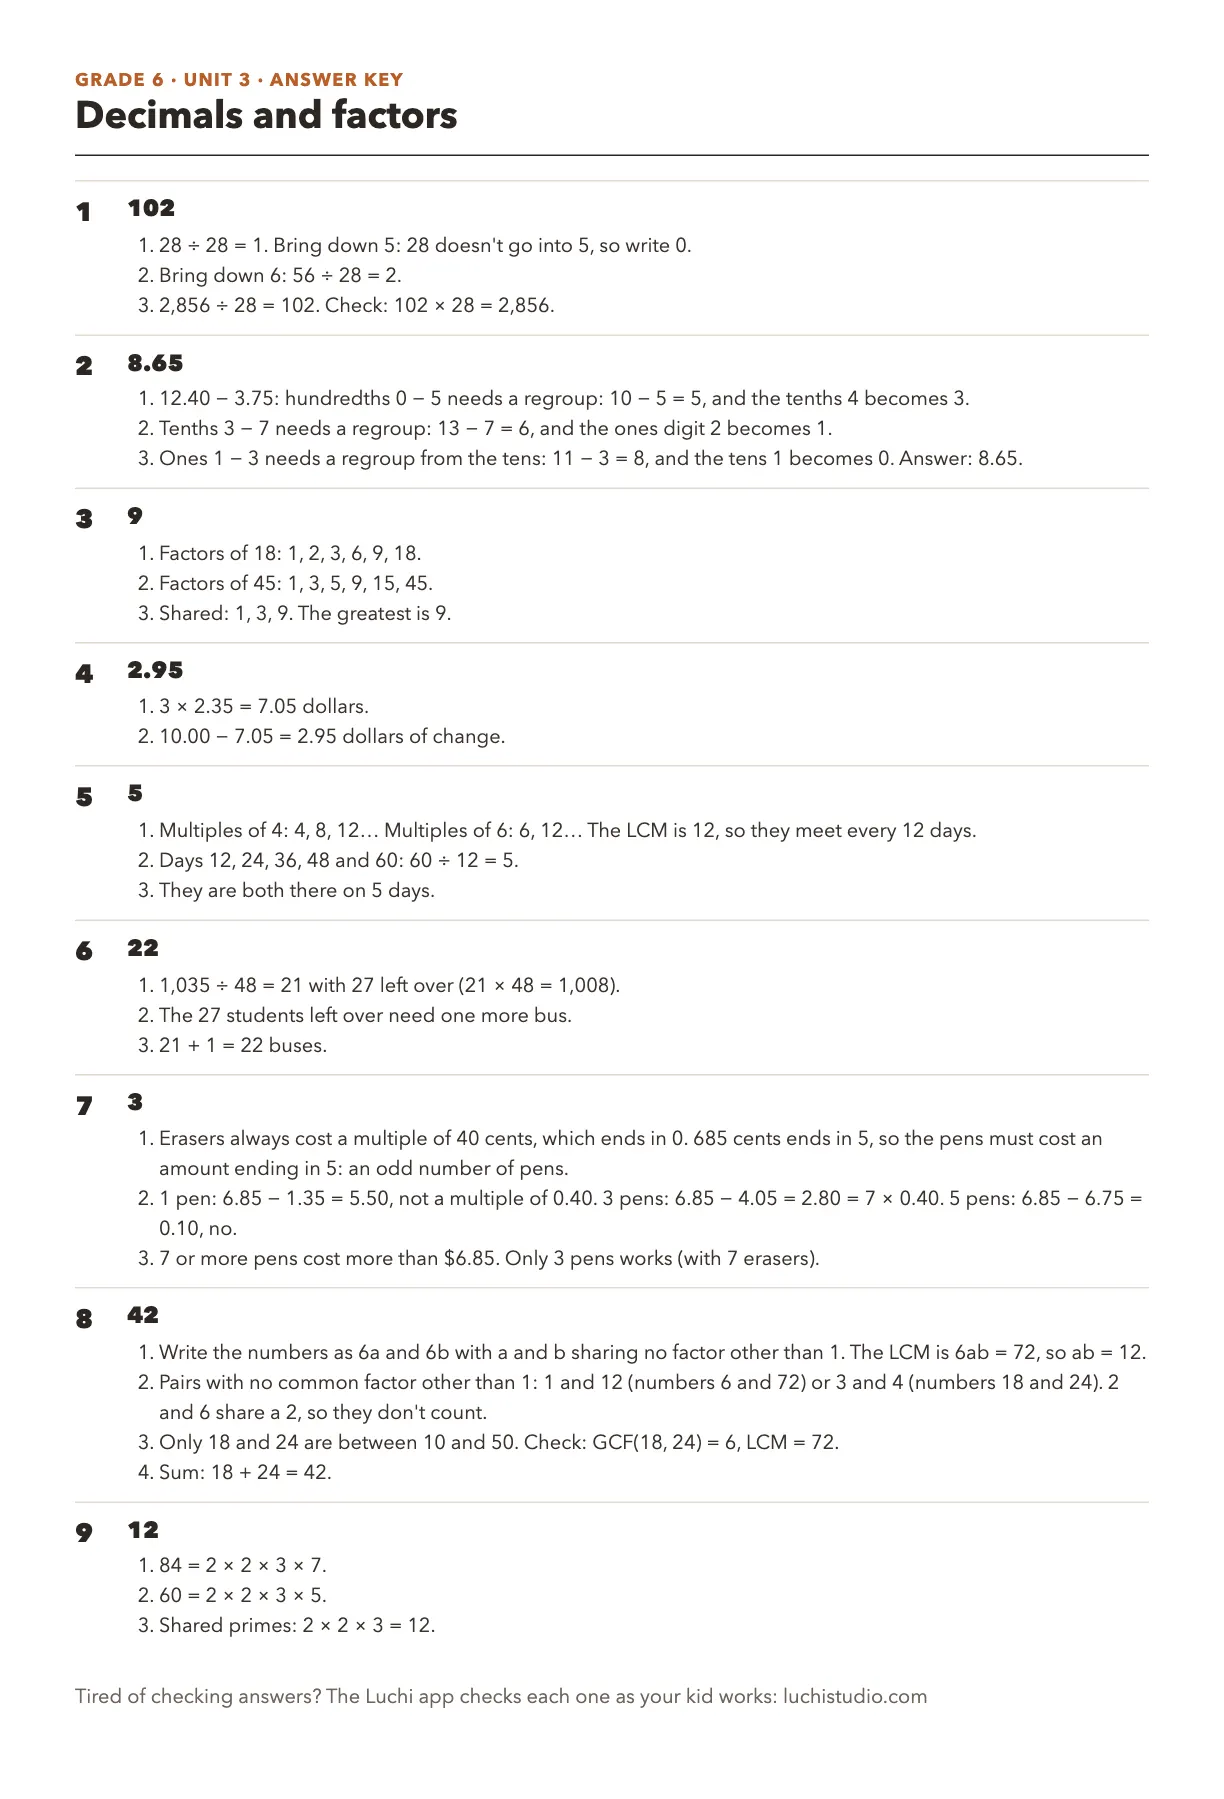 GRADE 6 · UNIT 3 · ANSWER KEY
Decimals and factors
1 102
1. 28 ÷ 28 = 1. Bring down 5: 28 doesn't go into 5, so write 0.
2. Bring down 6: 56 ÷ 28 = 2.
3. 2,856 ÷ 28 = 102. Check: 102 × 28 = 2,856.
2 8.65
1. 12.40 − 3.75: hundredths 0 − 5 needs a regroup: 10 − 5 = 5, and the tenths 4 becomes 3.
2. Tenths 3 − 7 needs a regroup: 13 − 7 = 6, and the ones digit 2 becomes 1.
3. Ones 1 − 3 needs a regroup from the tens: 11 − 3 = 8, and the tens 1 becomes 0. Answer: 8.65.
3 9
1. Factors of 18: 1, 2, 3, 6, 9, 18.
2. Factors of 45: 1, 3, 5, 9, 15, 45.
3. Shared: 1, 3, 9. The greatest is 9.
4 2.95
1. 3 × 2.35 = 7.05 dollars.
2. 10.00 − 7.05 = 2.95 dollars of change.
5 5
1. Multiples of 4: 4, 8, 12… Multiples of 6: 6, 12… The LCM is 12, so they meet every 12 days.
2. Days 12, 24, 36, 48 and 60: 60 ÷ 12 = 5.
3. They are both there on 5 days.
6 22
1. 1,035 ÷ 48 = 21 with 27 left over (21 × 48 = 1,008).
2. The 27 students left over need one more bus.
3. 21 + 1 = 22 buses.
7 3
1. Erasers always cost a multiple of 40 cents, which ends in 0. 685 cents ends in 5, so the pens must cost an
amount ending in 5: an odd number of pens.
2. 1 pen: 6.85 − 1.35 = 5.50, not a multiple of 0.40. 3 pens: 6.85 − 4.05 = 2.80 = 7 × 0.40. 5 pens: 6.85 − 6.75 =
0.10, no.
3. 7 or more pens cost more than $6.85. Only 3 pens works (with 7 erasers).
8 42
1. Write the numbers as 6a and 6b with a and b sharing no factor other than 1. The LCM is 6ab = 72, so ab = 12.
2. Pairs with no common factor other than 1: 1 and 12 (numbers 6 and 72) or 3 and 4 (numbers 18 and 24). 2
and 6 share a 2, so they don't count.
3. Only 18 and 24 are between 10 and 50. Check: GCF(18, 24) = 6, LCM = 72.
4. Sum: 18 + 24 = 42.
9 12
1. 84 = 2 × 2 × 3 × 7.
2. 60 = 2 × 2 × 3 × 5.
3. Shared primes: 2 × 2 × 3 = 12.
Tired of checking answers? The Luchi app checks each one as your kid works: luchistudio.com